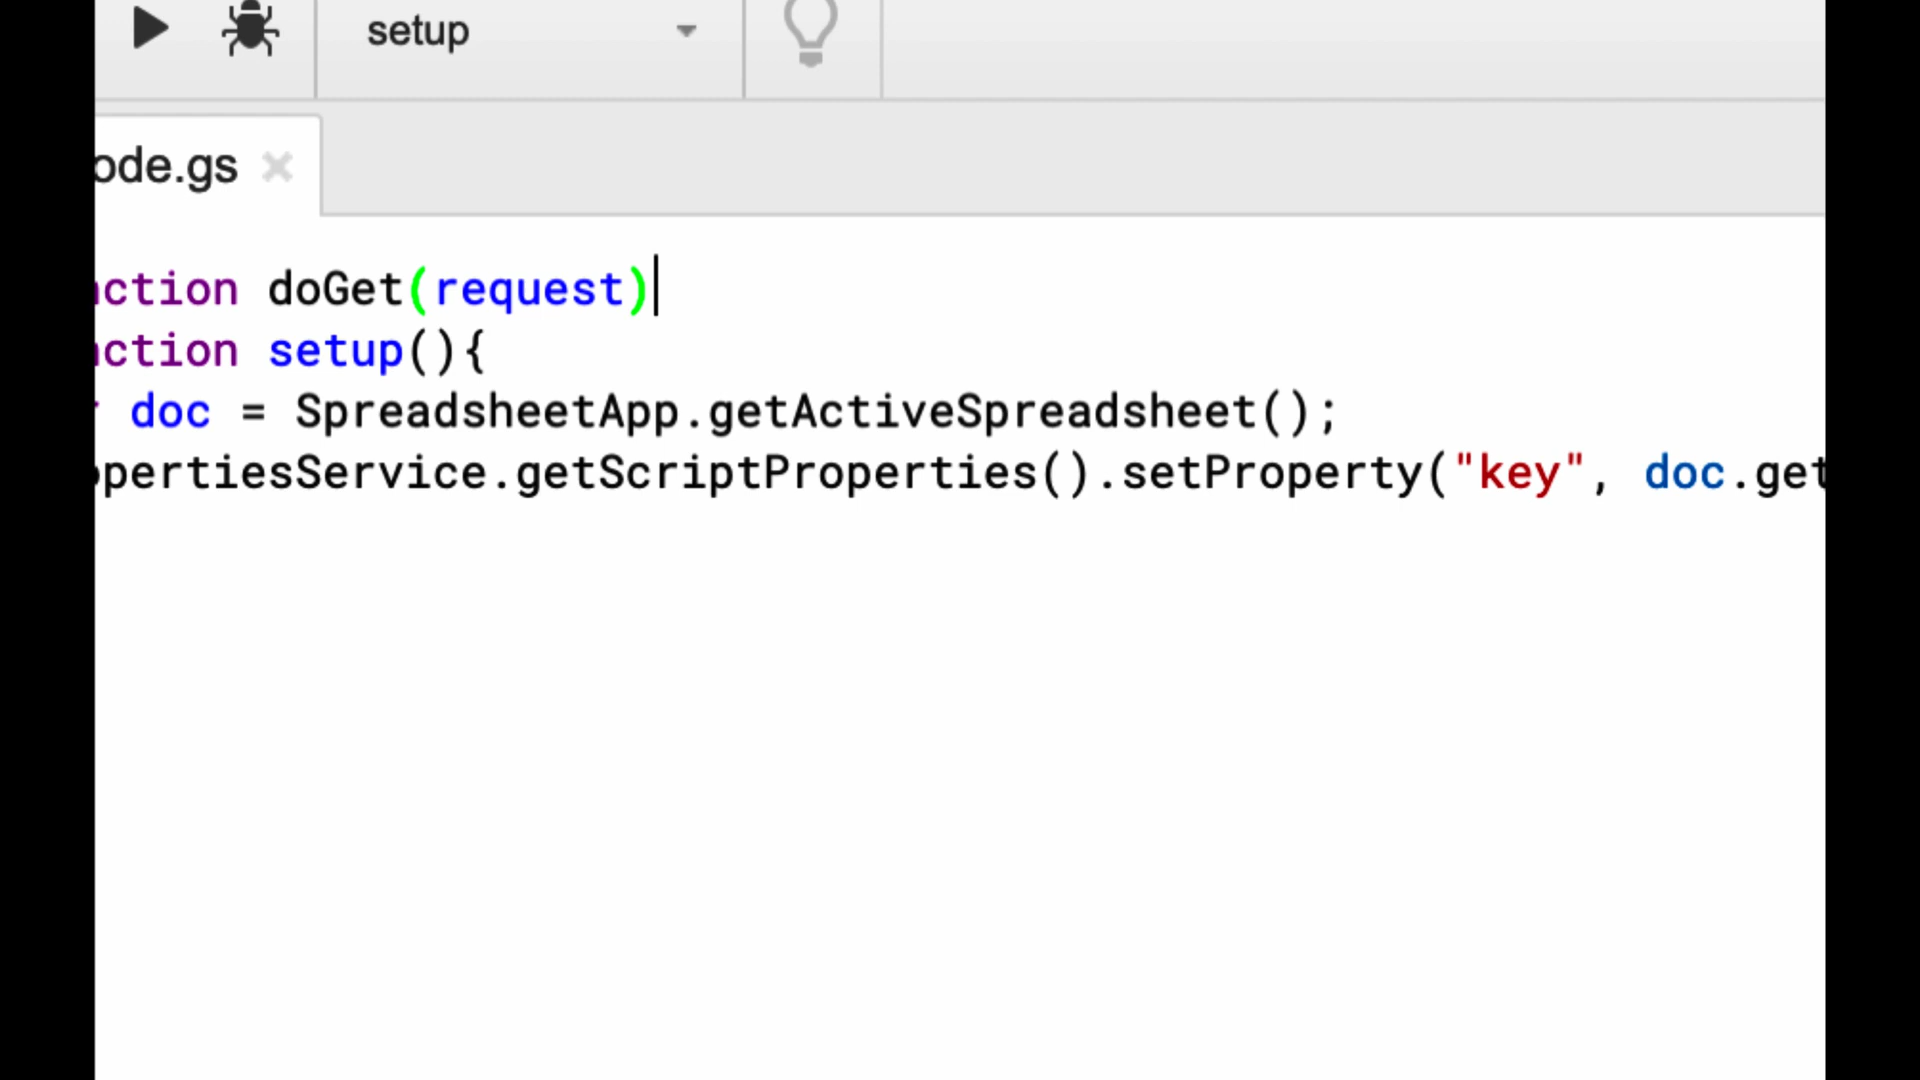 setup
ode.gs
ction doGet(request)
ction setup(){
doc = SpreadsheetApp.getActiveSpreadsheet();
pertiesService.getScriptProperties().setProperty("key", doc.get